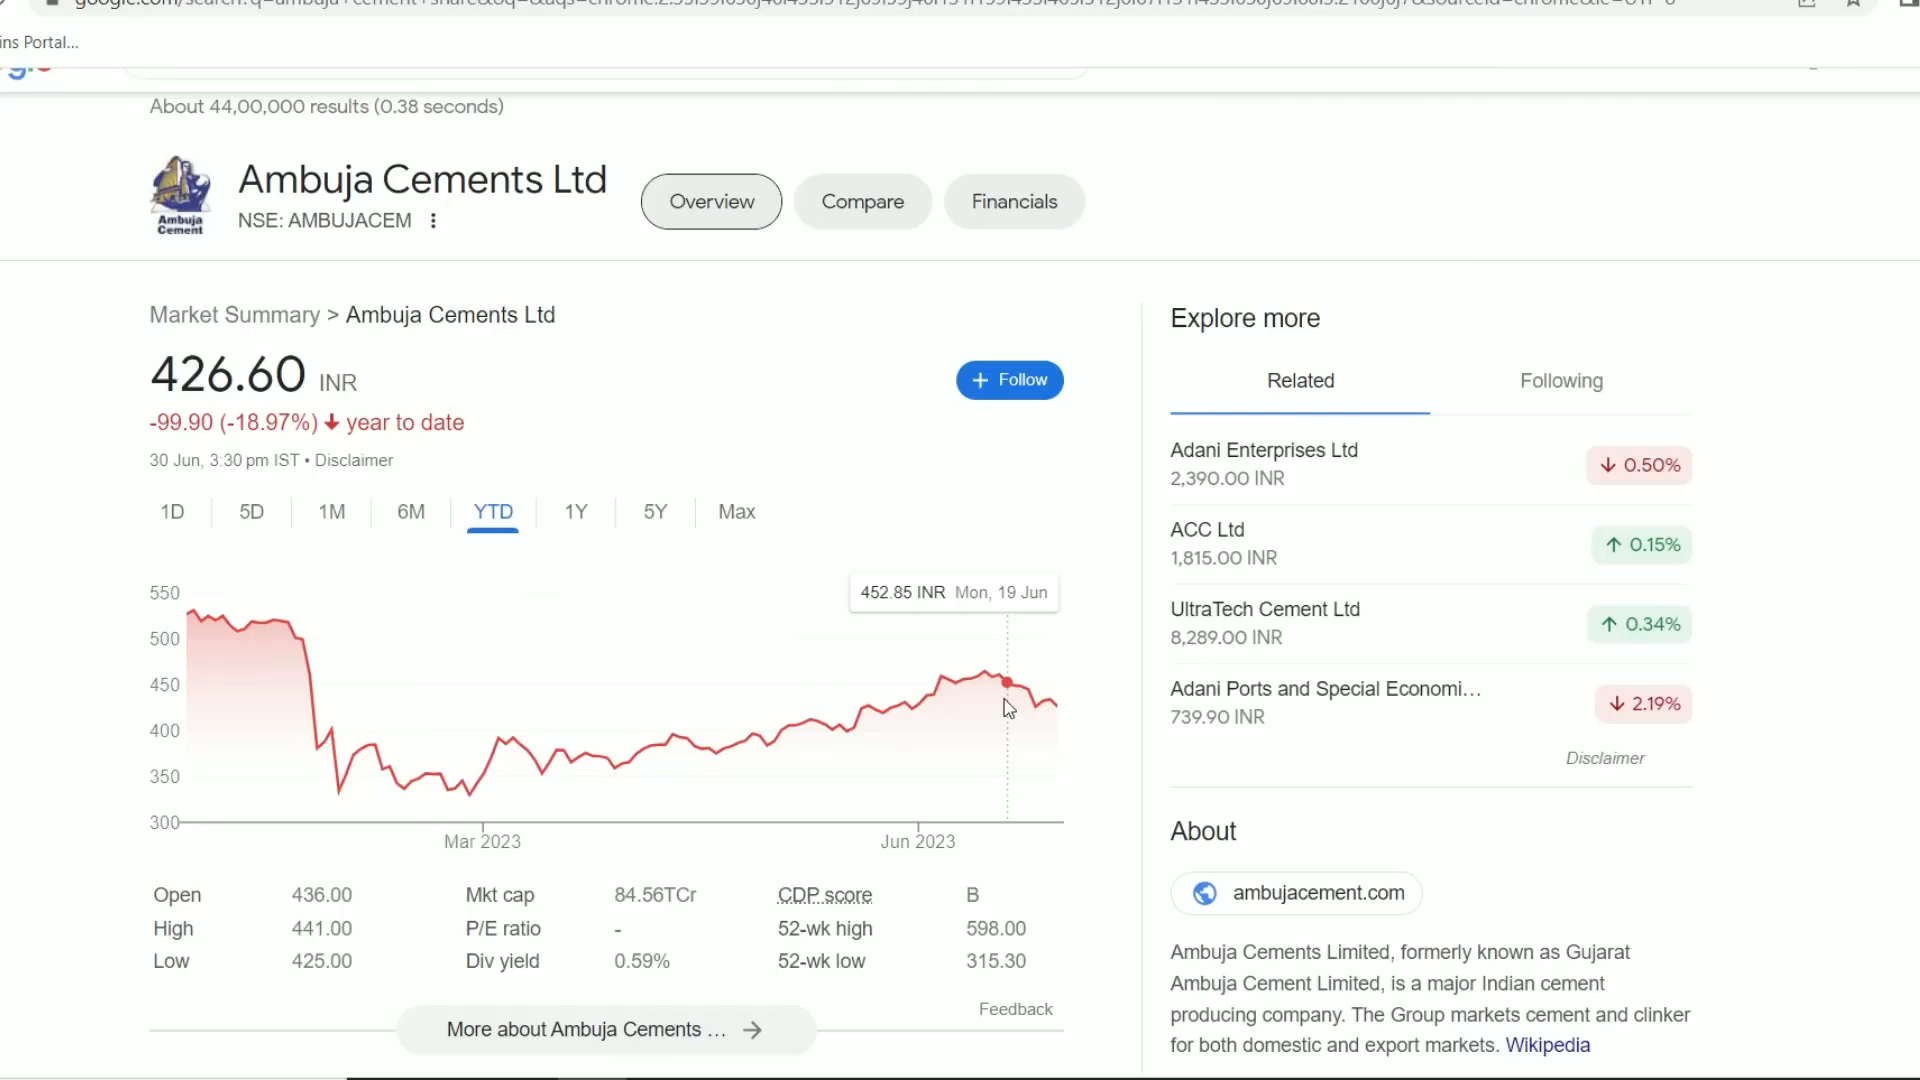 ins Portal...
About 44,00,000 results (0.38 seconds)
Ambuja Cement
Ambuja Cements Ltd
NSE: AMBUJACEM
Overview Compare Financials
Market Summary > Ambuja Cements Ltd
426.60 INR
+ Follow
-99.90 (-18.97%) ↓ year to date
30 Jun, 3:30 pm IST • Disclaimer
1D 5D 1M 6M YTD 1Y 5Y Max
452.85 INR Mon, 19 Jun
550
500
450
400
350
300
Mar 2023 Jun 2023
Open 436.00 Mkt cap 84.56TCr CDP score B
High 441.00 P/E ratio - 52-wk high 598.00
Low 425.00 Div yield 0.59% 52-wk low 315.30
Feedback
More about Ambuja Cements … →
Explore more
Related Following
Adani Enterprises Ltd
2,390.00 INR
↓ 0.50%
ACC Ltd
1,815.00 INR
↑ 0.15%
UltraTech Cement Ltd
8,289.00 INR
↑ 0.34%
Adani Ports and Special Economi...
739.90 INR
↓ 2.19%
Disclaimer
About
ambujacement.com
Ambuja Cements Limited, formerly known as Gujarat
Ambuja Cement Limited, is a major Indian cement
producing company. The Group markets cement and clinker
for both domestic and export markets. Wikipedia